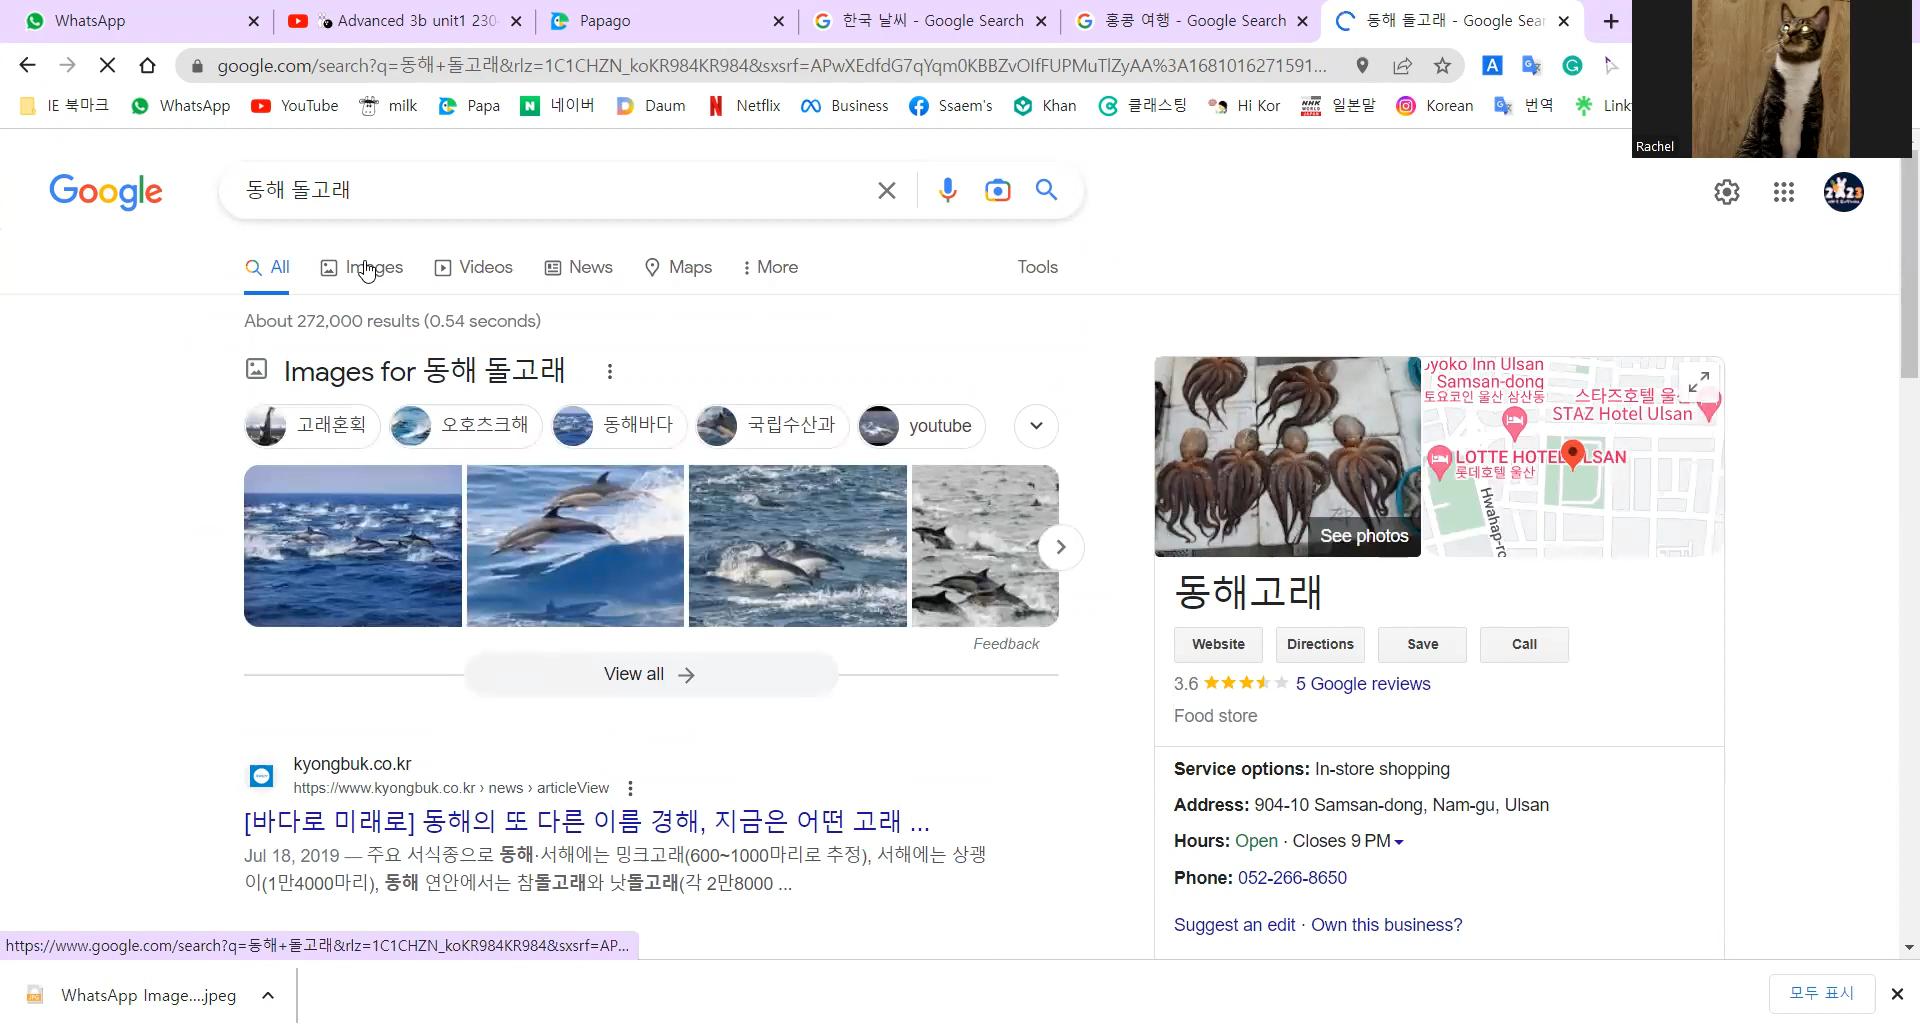 WhatsApp
Advanced 3b unit1 230
Papago
한국 날씨 - Google Search
홍콩 여행 - Google Search
동해 돌고래 - Google Sear
google.com/search?q=동해+돌고래&rlz=1C1CHZN_koKR984KR984&sxsrf=APwXEdfdG7qYqm0KBBZvOIfFUPMuTlZyAA%3A1681016271591...
IE 북마크 WhatsApp YouTube milk Papa 네이버 Daum Netflix Business Ssaem's Khan 클래스팅 Hi Kor 일본말 Korean 번역 Link
Rachel
Google
동해 돌고래
All Images Videos News Maps More Tools
About 272,000 results (0.54 seconds)
Images for 동해 돌고래
고래혼획 오호츠크해 동해바다 국립수산과 youtube
Feedback
View all
kyongbuk.co.kr
https://www.kyongbuk.co.kr › news › articleView
[바다로 미래로] 동해의 또 다른 이름 경해, 지금은 어떤 고래 ...
Jul 18, 2019 — 주요 서식종으로 동해·서해에는 밍크고래(600~1000마리로 추정), 서해에는 상괭
이(1만4000마리), 동해 연안에서는 참돌고래와 낫돌고래(각 2만8000 ...
See photos
oyoko Inn Ulsan
Samsan-dong
토요코인 울산 삼산동
스타즈호텔 울
STAZ Hotel Ulsan
LOTTE HOTEL ULSAN
롯데호텔 울산
Hwahap-ro
동해고래
Website Directions Save Call
3.6 5 Google reviews
Food store
Service options: In-store shopping
Address: 904-10 Samsan-dong, Nam-gu, Ulsan
Hours: Open · Closes 9 PM
Phone: 052-266-8650
Suggest an edit · Own this business?
https://www.google.com/search?q=동해+돌고래&rlz=1C1CHZN_koKR984KR984&sxsrf=AP...
WhatsApp Image....jpeg
모두 표시